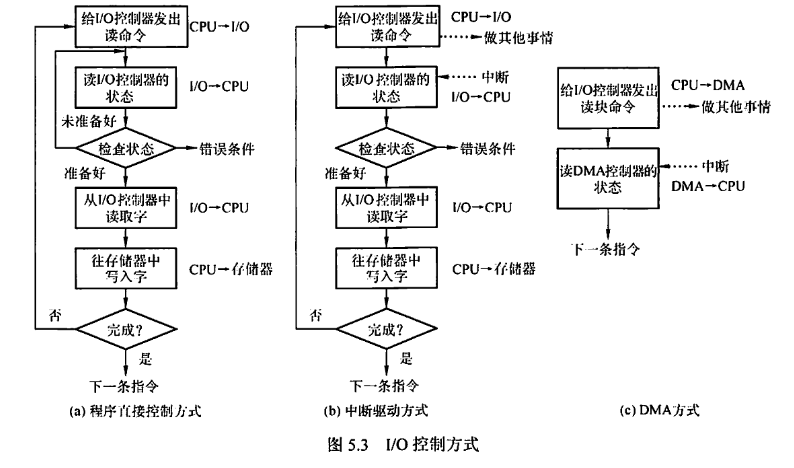 给I/O控制器发出
读命令
CPU→I/O
读I/O控制器的
状态
I/O→CPU
未准备好
检查状态
错误条件
准备好
从I/O控制器中
读取字
I/O→CPU
往存储器中
写入字
CPU→存储器
否
完成?
是
下一条指令
(a) 程序直接控制方式
给I/O控制器发出
读命令
CPU→I/O
做其他事情
读I/O控制器的
状态
中断
I/O→CPU
检查状态
错误条件
准备好
从I/O控制器中
读取字
I/O→CPU
往存储器中
写入字
CPU→存储器
否
完成?
是
下一条指令
(b) 中断驱动方式
给I/O控制器发出
读块命令
CPU→DMA
做其他事情
读DMA控制器的
状态
中断
DMA→CPU
下一条指令
(c) DMA方式
图 5.3 I/O 控制方式